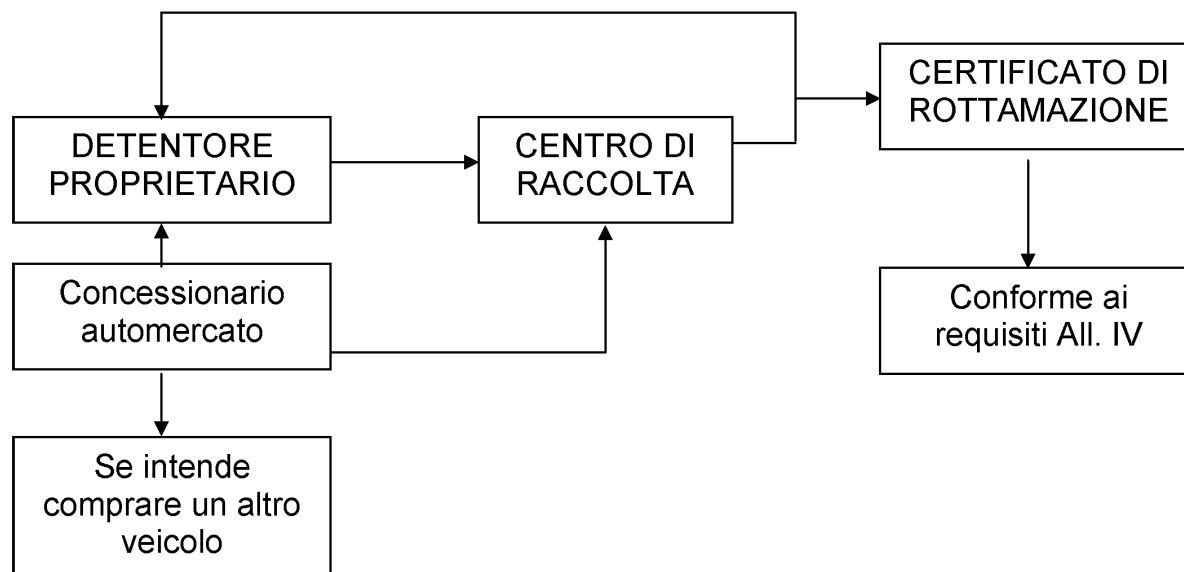 DETENTORE
PROPRIETARIO
CENTRO DI
RACCOLTA
CERTIFICATO DI
ROTTAMAZIONE
Concessionario
automercato
Conforme ai
requisiti All. IV
Se intende
comprare un altro
veicolo